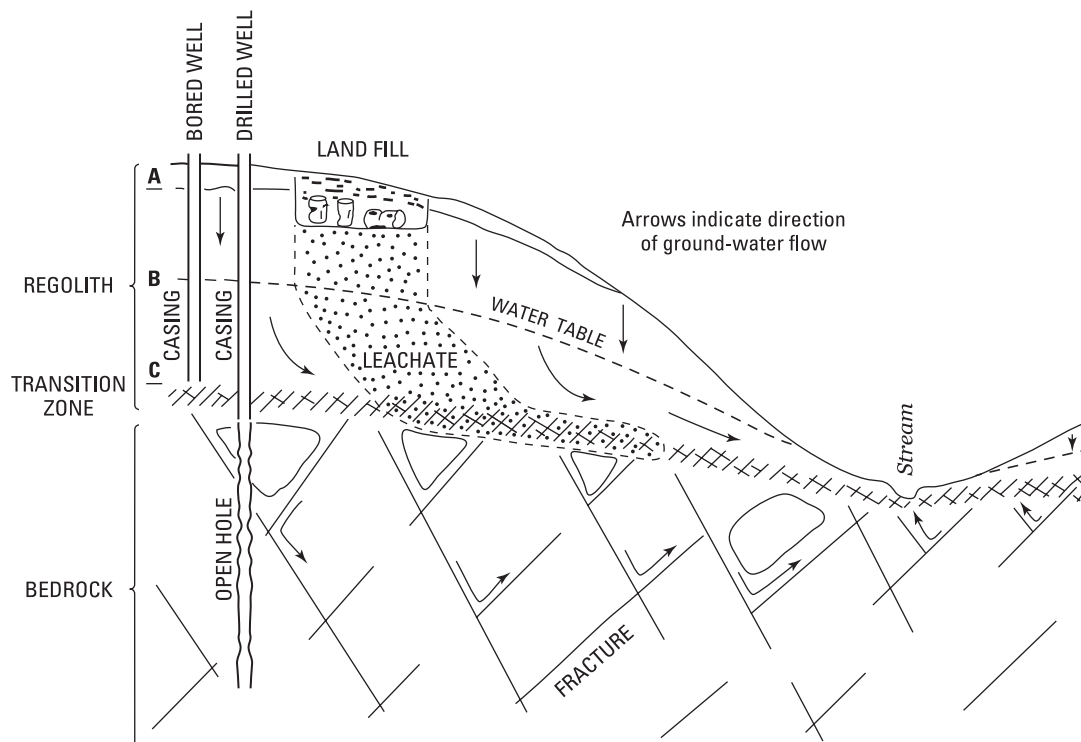 BORED WELL
DRILLED WELL
LAND FILL
A
Arrows indicate direction
of ground-water flow
REGOLITH
B
CASING
CASING
WATER TABLE
LEACHATE
C
TRANSITION
ZONE
Stream
OPEN HOLE
BEDROCK
FRACTURE